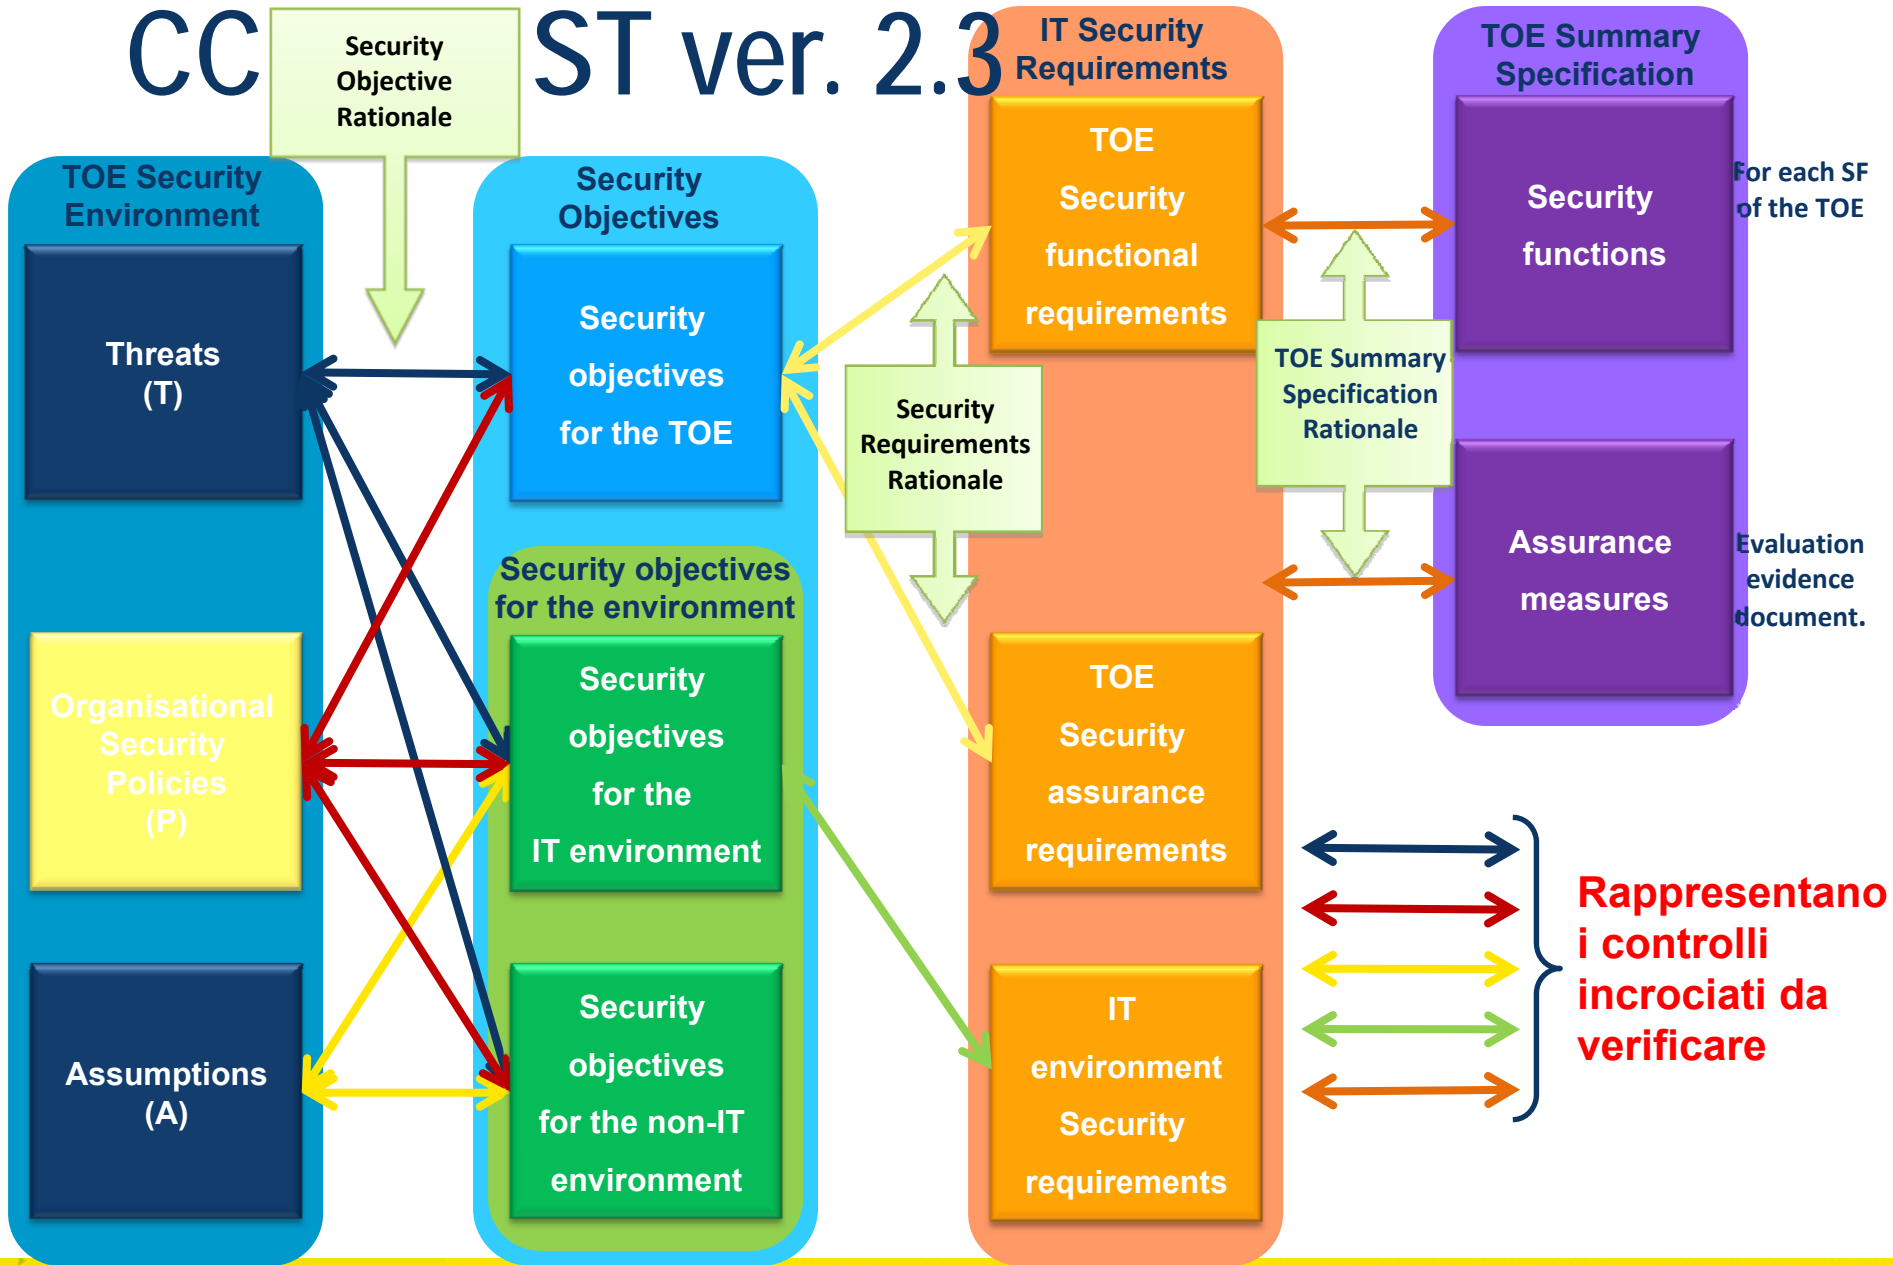 CC
ST ver. 2.3
Security
Objective
Rationale
TOE Security
Environment
Threats
(T)
Organisational
Security
Policies
(P)
Assumptions
(A)
Security
Objectives
Security
objectives
for the TOE
Security objectives
for the environment
Security
objectives
for the
IT environment
Security
objectives
for the non-IT
environment
Security
Requirements
Rationale
IT Security
Requirements
TOE
Security
functional
requirements
TOE
Security
assurance
requirements
IT
environment
Security
requirements
TOE Summary
Specification
Rationale
TOE Summary
Specification
Security
functions
Assurance
measures
For each SF
of the TOE
Evaluation
evidence
document.
Rappresentano
i controlli
incrociati da
verificare